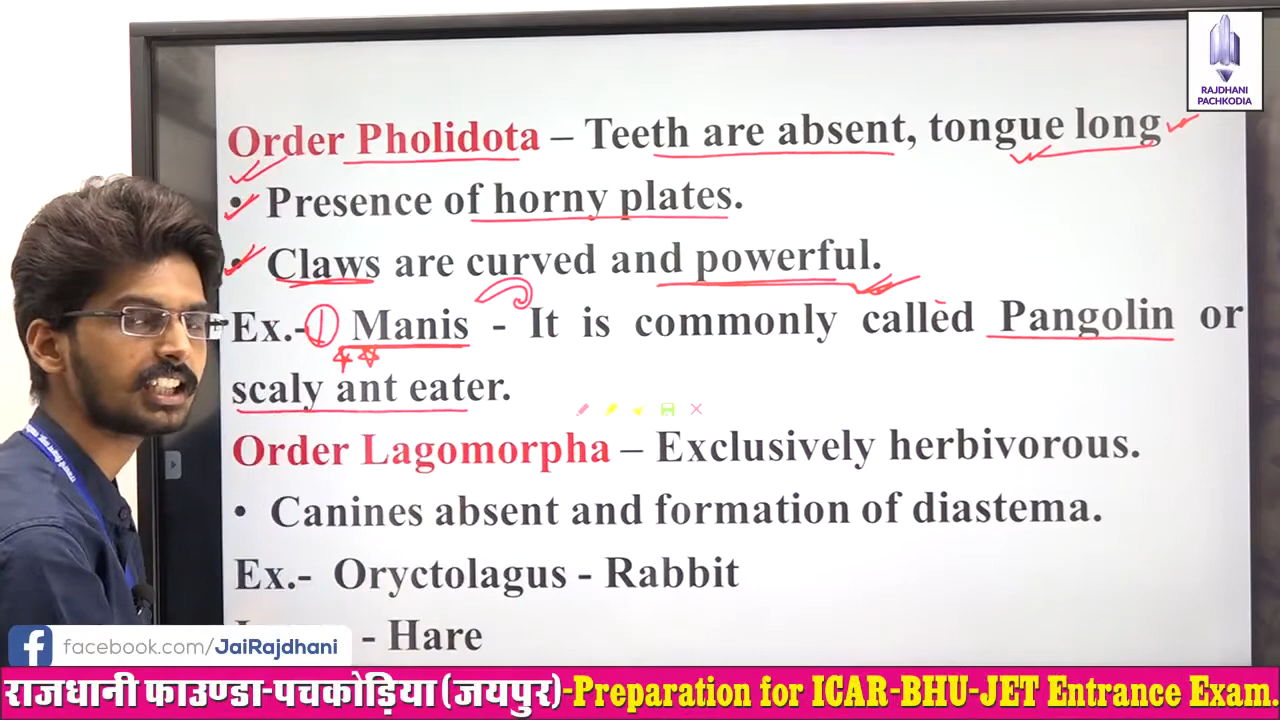 RAJDHANI
PACHKODIA
Order Pholidota – Teeth are absent, tongue long
• Presence of horny plates.
• Claws are curved and powerful.
Ex.- 1 Manis - It is commonly called Pangolin or
scaly ant eater.
Order Lagomorpha – Exclusively herbivorous.
• Canines absent and formation of diastema.
Ex.- Oryctolagus - Rabbit
- Hare
facebook.com/JaiRajdhani
राजधानी फाउण्डा-पचकोड़िया (जयपुर)-Preparation for ICAR-BHU-JET Entrance Exam.